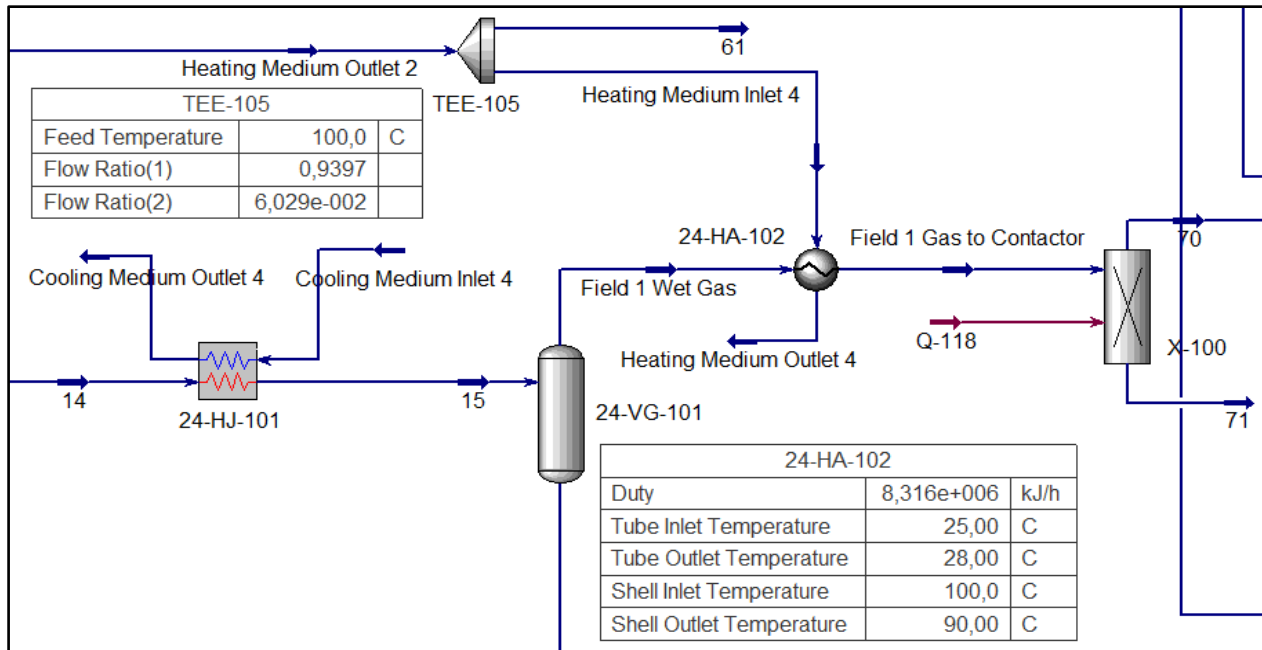 61
Heating Medium Outlet 2
TEE-105
Heating Medium Inlet 4
TEE-105
Feed Temperature 100,0 C
Flow Ratio(1) 0,9397
Flow Ratio(2) 6,029e-002
24-HA-102
Field 1 Gas to Contactor
70
Cooling Medium Outlet 4
Cooling Medium Inlet 4
Field 1 Wet Gas
Q-118
X-100
Heating Medium Outlet 4
14
24-HJ-101
15
24-VG-101
71
24-HA-102
Duty 8,316e+006 kJ/h
Tube Inlet Temperature 25,00 C
Tube Outlet Temperature 28,00 C
Shell Inlet Temperature 100,0 C
Shell Outlet Temperature 90,00 C